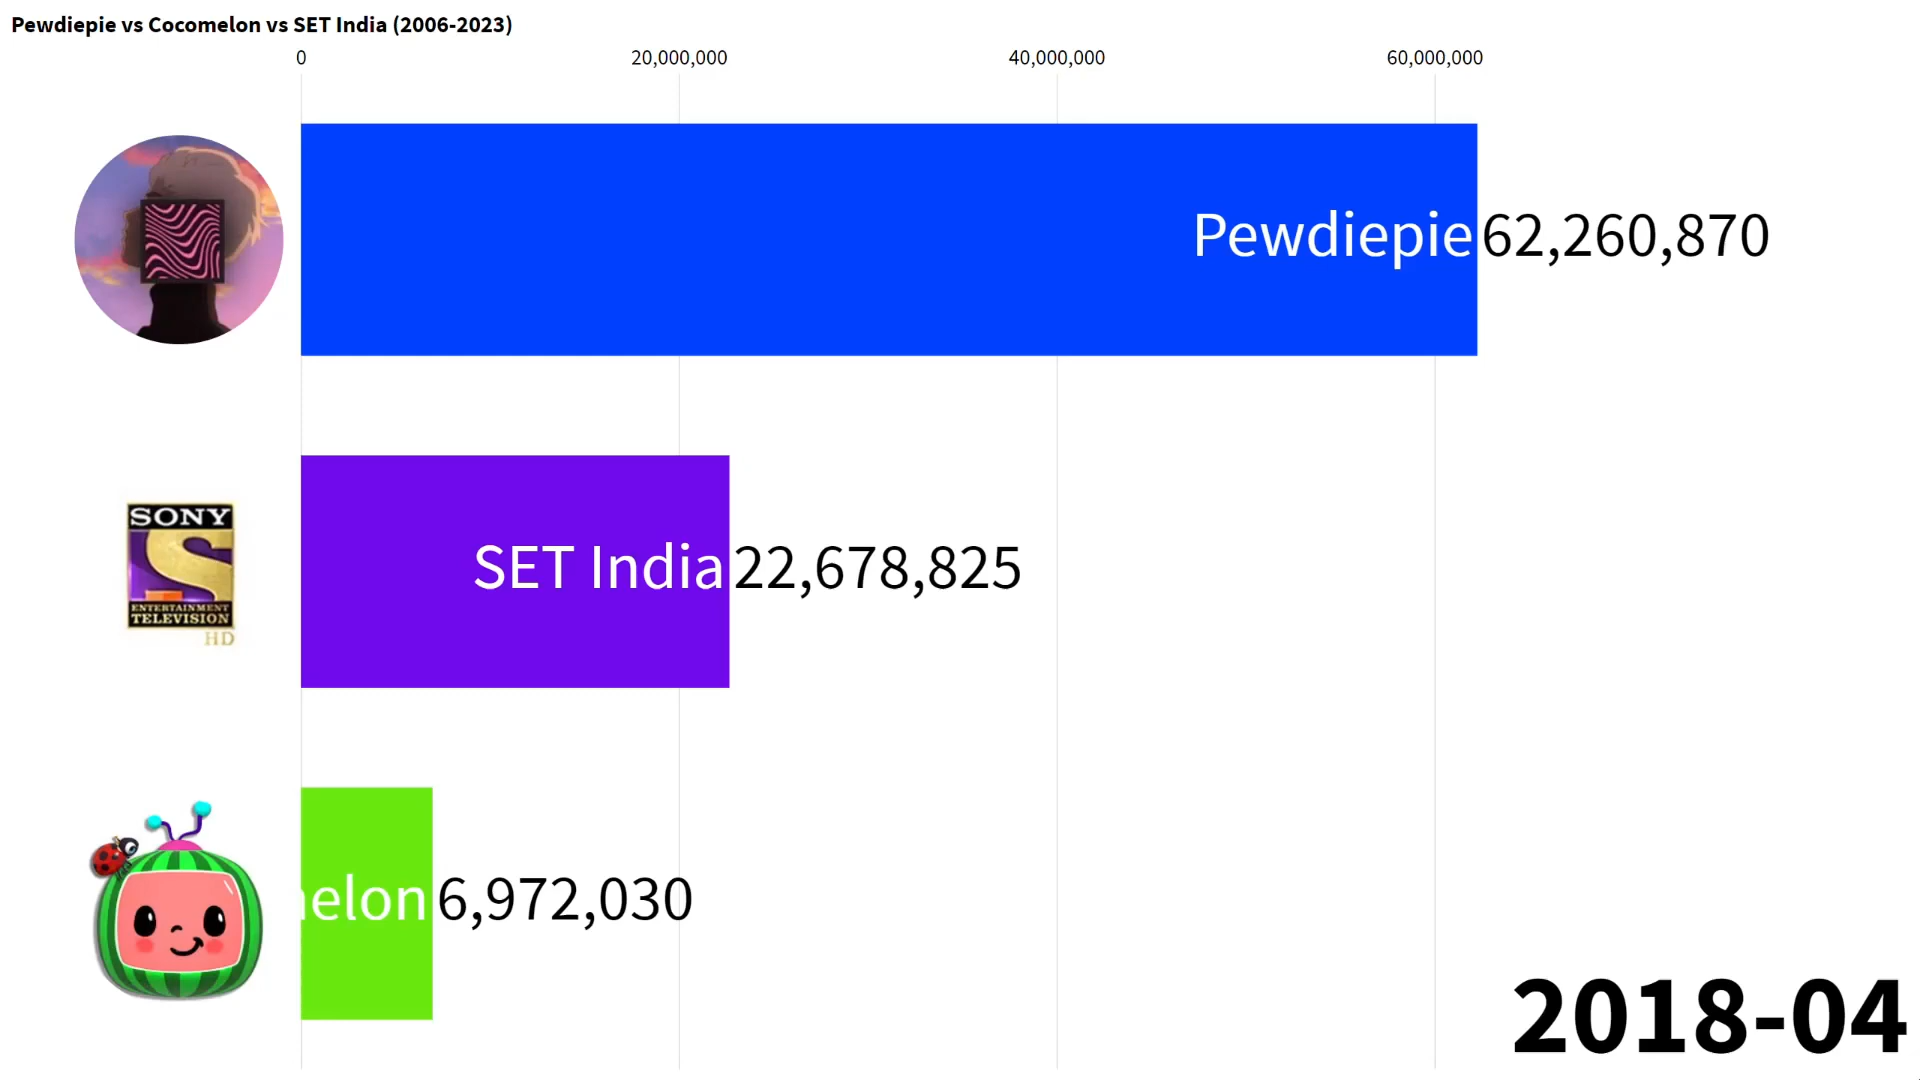 Pewdiepie vs Cocomelon vs SET India (2006-2023)
0 20,000,000 40,000,000 60,000,000
Pewdiepie 62,260,870
SONY
ENTERTAINMENT
TELEVISION
HD
SET India 22,678,825
melon 6,972,030
2018-04